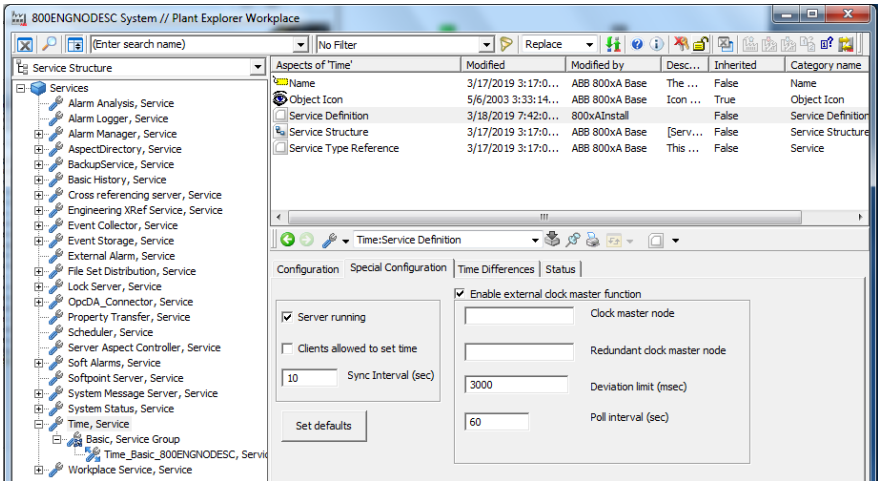 800ENGNODESC System // Plant Explorer Workplace
(Enter search name) No Filter Replace
Service Structure
Services
Alarm Analysis, Service
Alarm Logger, Service
Alarm Manager, Service
AspectDirectory, Service
BackupService, Service
Basic History, Service
Cross referencing server, Service
Engineering XRef Service, Service
Event Collector, Service
Event Storage, Service
External Alarm, Service
File Set Distribution, Service
Lock Server, Service
OpcDA_Connector, Service
Property Transfer, Service
Scheduler, Service
Server Aspect Controller, Service
Soft Alarms, Service
Softpoint Server, Service
System Message Server, Service
System Status, Service
Time, Service
Basic, Service Group
Time_Basic_800ENGNODESC, Servic
Workplace Service, Service
Aspects of 'Time' Modified Modified by Desc... Inherited Category name
Name 3/17/2019 3:17:0... ABB 800xA Base The ... False Name
Object Icon 5/6/2003 3:33:14... ABB 800xA Base Icon ... True Object Icon
Service Definition 3/18/2019 7:42:0... 800xAInstall False Service Definition
Service Structure 3/17/2019 3:17:0... ABB 800xA Base [Serv... False Service Structure
Service Type Reference 3/17/2019 3:17:0... ABB 800xA Base This ... False Service
Time:Service Definition
Configuration Special Configuration Time Differences Status
Server running
Clients allowed to set time
10 Sync Interval (sec)
Set defaults
Enable external clock master function
Clock master node
Redundant clock master node
3000 Deviation limit (msec)
60 Poll interval (sec)